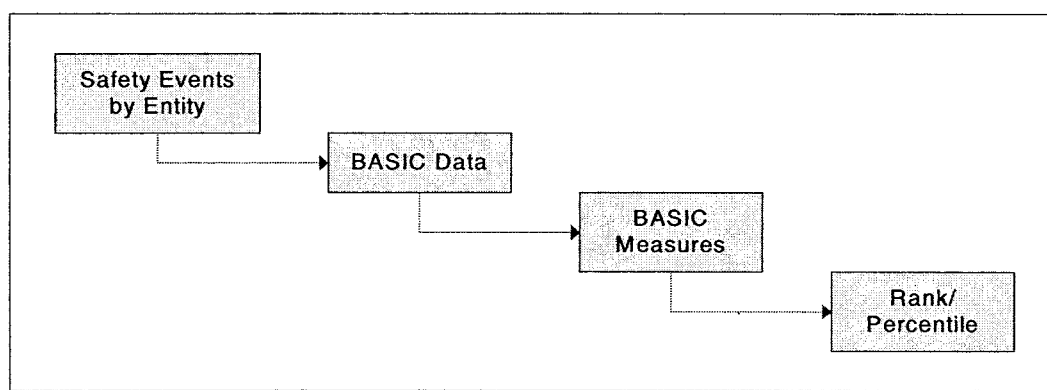 Safety Events
by Entity
BASIC Data
BASIC
Measures
Rank/
Percentile